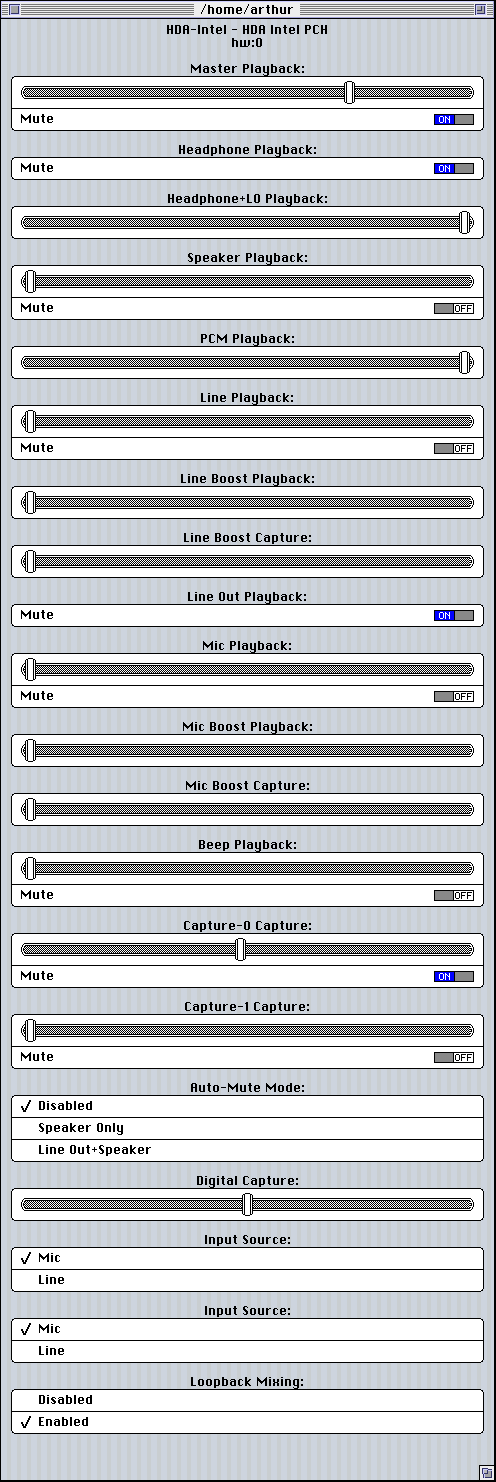 /home/arthur
HDA-Intel - HDA Intel PCH
hw:0
Master Playback:
Mute ON
Headphone Playback:
Mute ON
Headphone+LO Playback:
Speaker Playback:
Mute OFF
PCM Playback:
Line Playback:
Mute OFF
Line Boost Playback:
Line Boost Capture:
Line Out Playback:
Mute ON
Mic Playback:
Mute OFF
Mic Boost Playback:
Mic Boost Capture:
Beep Playback:
Mute OFF
Capture-0 Capture:
Mute ON
Capture-1 Capture:
Mute OFF
Auto-Mute Mode:
✓ Disabled
Speaker Only
Line Out+Speaker
Digital Capture:
Input Source:
✓ Mic
Line
Input Source:
✓ Mic
Line
Loopback Mixing:
Disabled
✓ Enabled